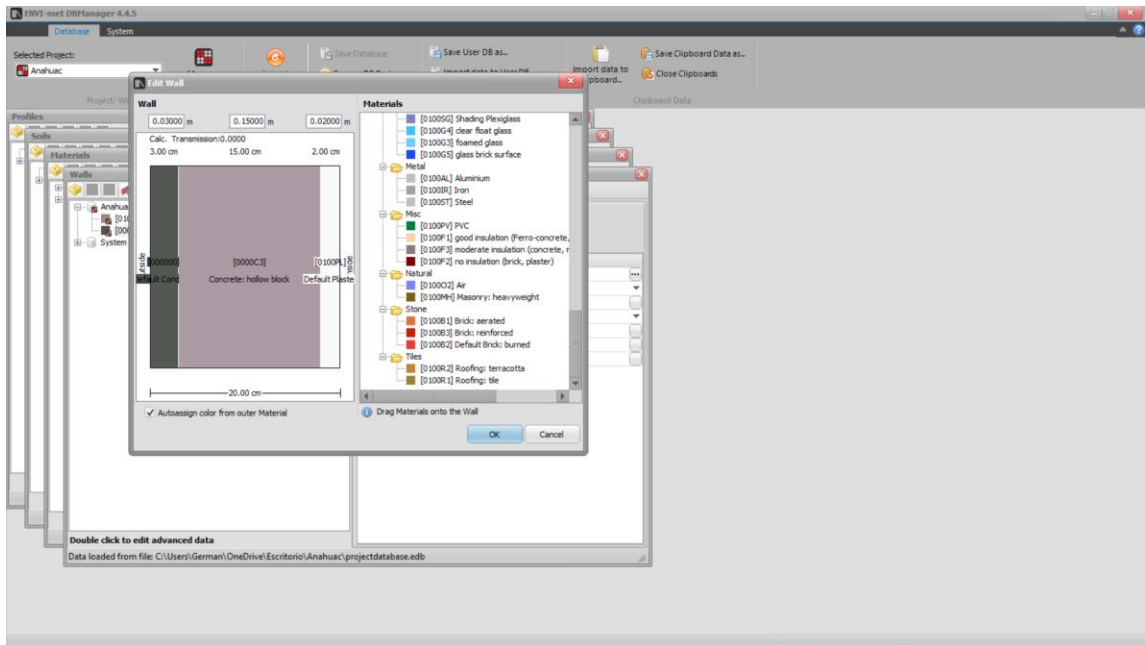 ENVI-met DBManager 4.4.5
Database System
Selected Project:
Anahuac
Save Database
Save User DB as...
Import data to
Save Clipboard Data as...
Close Clipboards
Clipboard Data
Profiles
Soils
Materials
Walls
Anahuac
System
Edit Wall
Wall
0.03000 m 0.15000 m 0.02000 m
Calc. Transmission:0.0000
3.00 cm 15.00 cm 2.00 cm
[000000] [0000C3] [0100PL]
Concrete: hollow block Default Plaste
20.00 cm
Autoassign color from outer Material
Materials
[0100SG] Shading Plexiglass
[0100G4] clear float glass
[0100G3] foamed glass
[0100G5] glass brick surface
Metal
[0100AL] Aluminium
[0100IR] Iron
[0100ST] Steel
Misc
[0100PV] PVC
[0100F1] good insulation (Ferro-concrete,
[0100F3] moderate insulation (concrete, r
[0100F2] no insulation (brick, plaster)
Natural
[0100O2] Air
[0100MH] Masonry: heavyweight
Stone
[0100B1] Brick: aerated
[0100B3] Brick: reinforced
[0100B2] Default Brick: burned
Tiles
[0100R2] Roofing: terracotta
[0100R1] Roofing: tile
Drag Materials onto the Wall
OK Cancel
Double click to edit advanced data
Data loaded from file: C:\Users\German\OneDrive\Escritorio\Anahuac\projectdatabase.edb